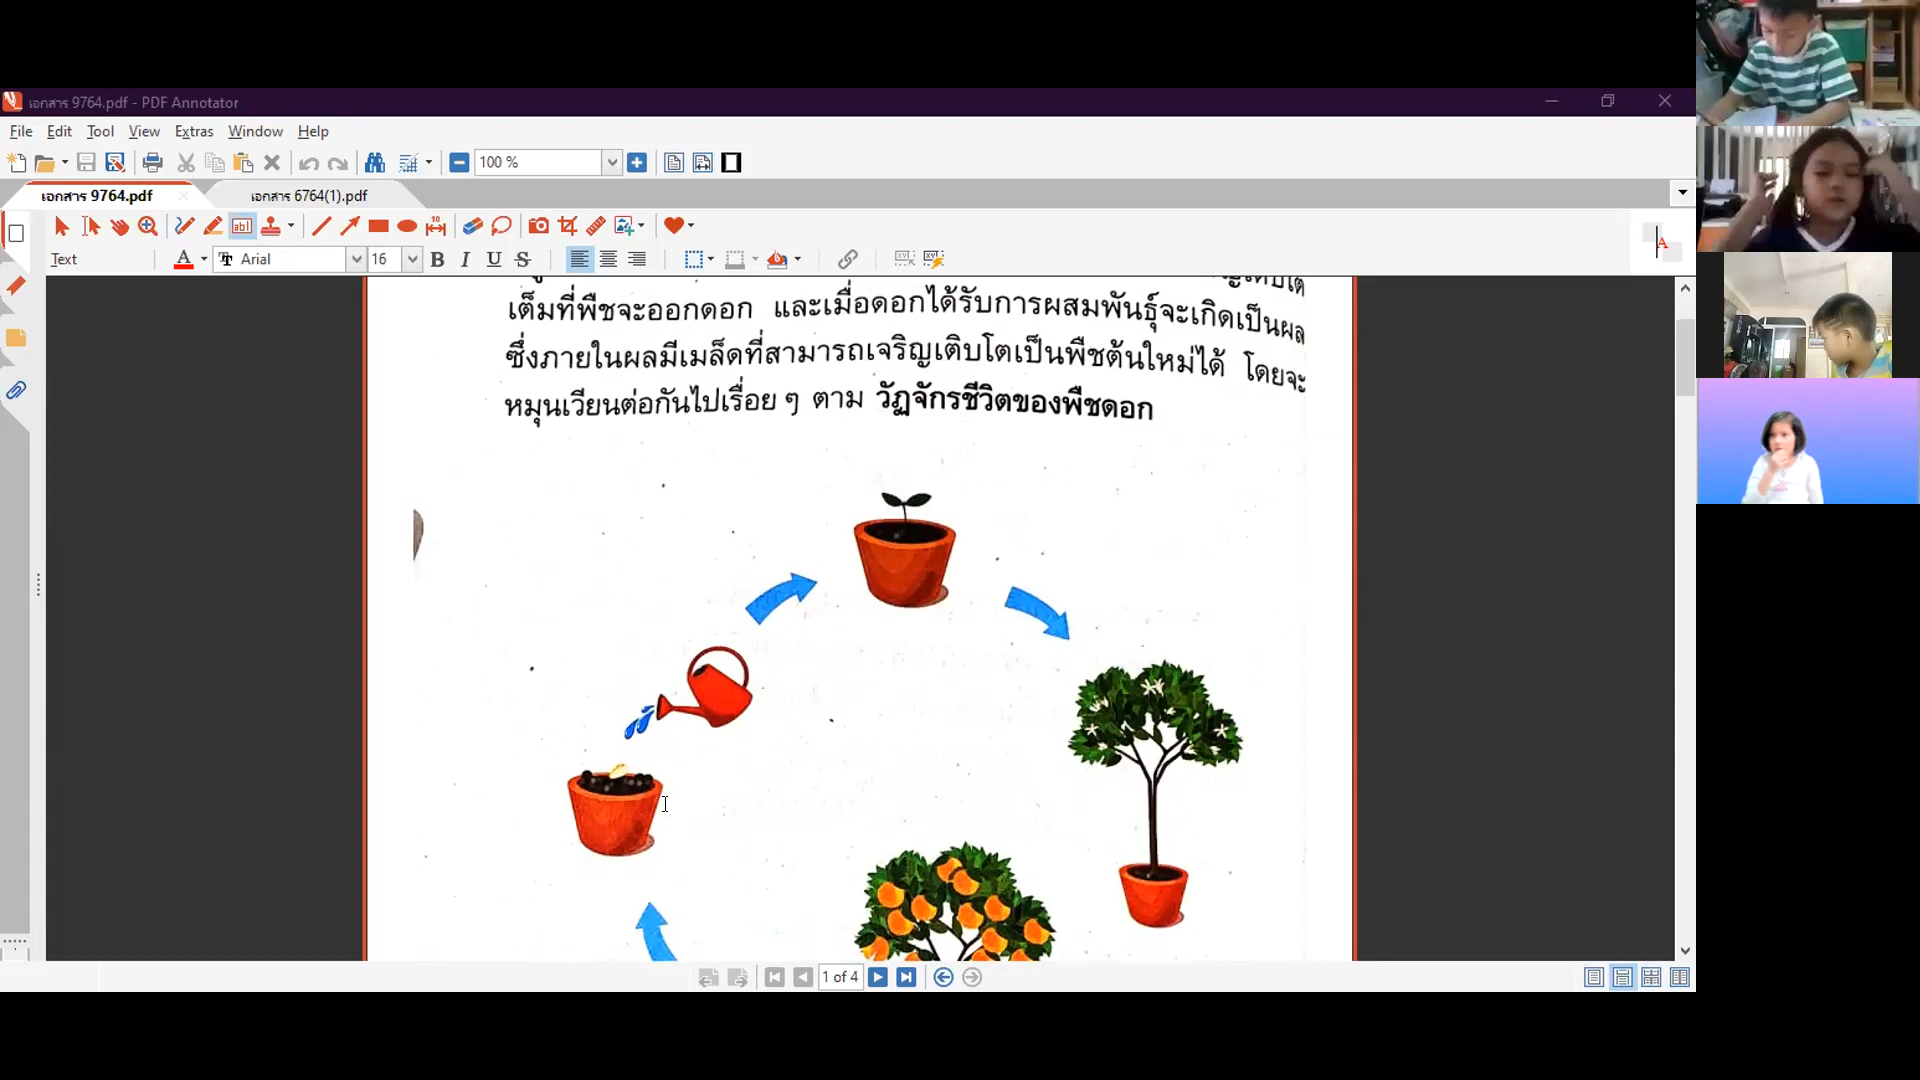 เอกสาร 9764.pdf - PDF Annotator
File Edit Tool View Extras Window Help
100 %
เอกสาร 9764.pdf
เอกสาร 6764(1).pdf
Text
Arial
16
เต็มที่พืชจะออกดอก และเมื่อดอกได้รับการผสมพันธุ์จะเกิดเป็นผล
ซึ่งภายในผลมีเมล็ดที่สามารถเจริญเติบโตเป็นพืชต้นใหม่ได้ โดยจะ
หมุนเวียนต่อกันไปเรื่อย ๆ ตาม วัฏจักรชีวิตของพืชดอก
1 of 4